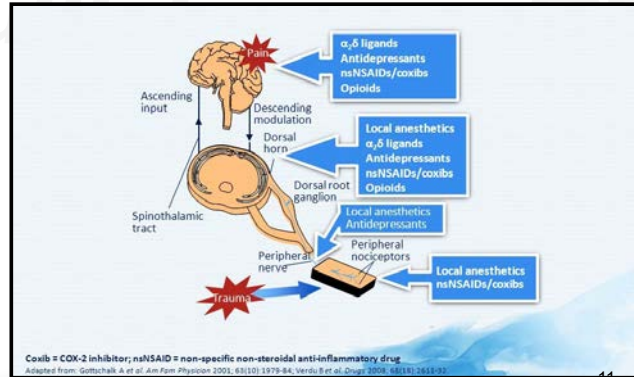 Pain
α₂δ ligands
Antidepressants
nsNSAIDs/coxibs
Opioids
Ascending
input
Descending
modulation
Dorsal
horn
Local anesthetics
α₂δ ligands
Antidepressants
nsNSAIDs/coxibs
Opioids
Dorsal root
ganglion
Spinothalamic
tract
Local anesthetics
Antidepressants
Peripheral
nerve
Peripheral
nociceptors
Local anesthetics
nsNSAIDs/coxibs
Trauma
Coxib = COX-2 inhibitor; nsNSAID = non-specific non-steroidal anti-inflammatory drug
Adapted from: Gottschalk A et al. Am Fam Physician 2001; 63(10):1979-84; Verdu B et al. Drugs 2008; 68(18):2611-32.
11